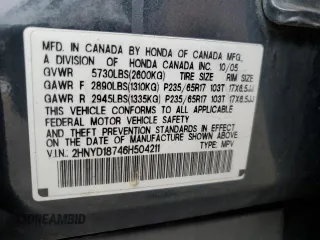 MFD. IN CANADA BY HONDA OF CANADA MFG.,
A DIVISION OF HONDA CANADA INC. 10/05
GVWR 5730LBS(2600KG) TIRE SIZE RIM SIZE
GAWR F 2890LBS(1310KG) P235/65R17 103T 17X6.5JJ
GAWR R 2945LBS(1335KG) P235/65R17 103T 17X6.5JJ
THIS VEHICLE CONFORMS TO ALL APPLICABLE
FEDERAL MOTOR VEHICLE SAFETY STANDARDS IN
EFFECT ON THE DATE OF MANUFACTURE SHOWN ABOVE.
V.I.N.: 2HNYD18746H504211 TYPE: MPV